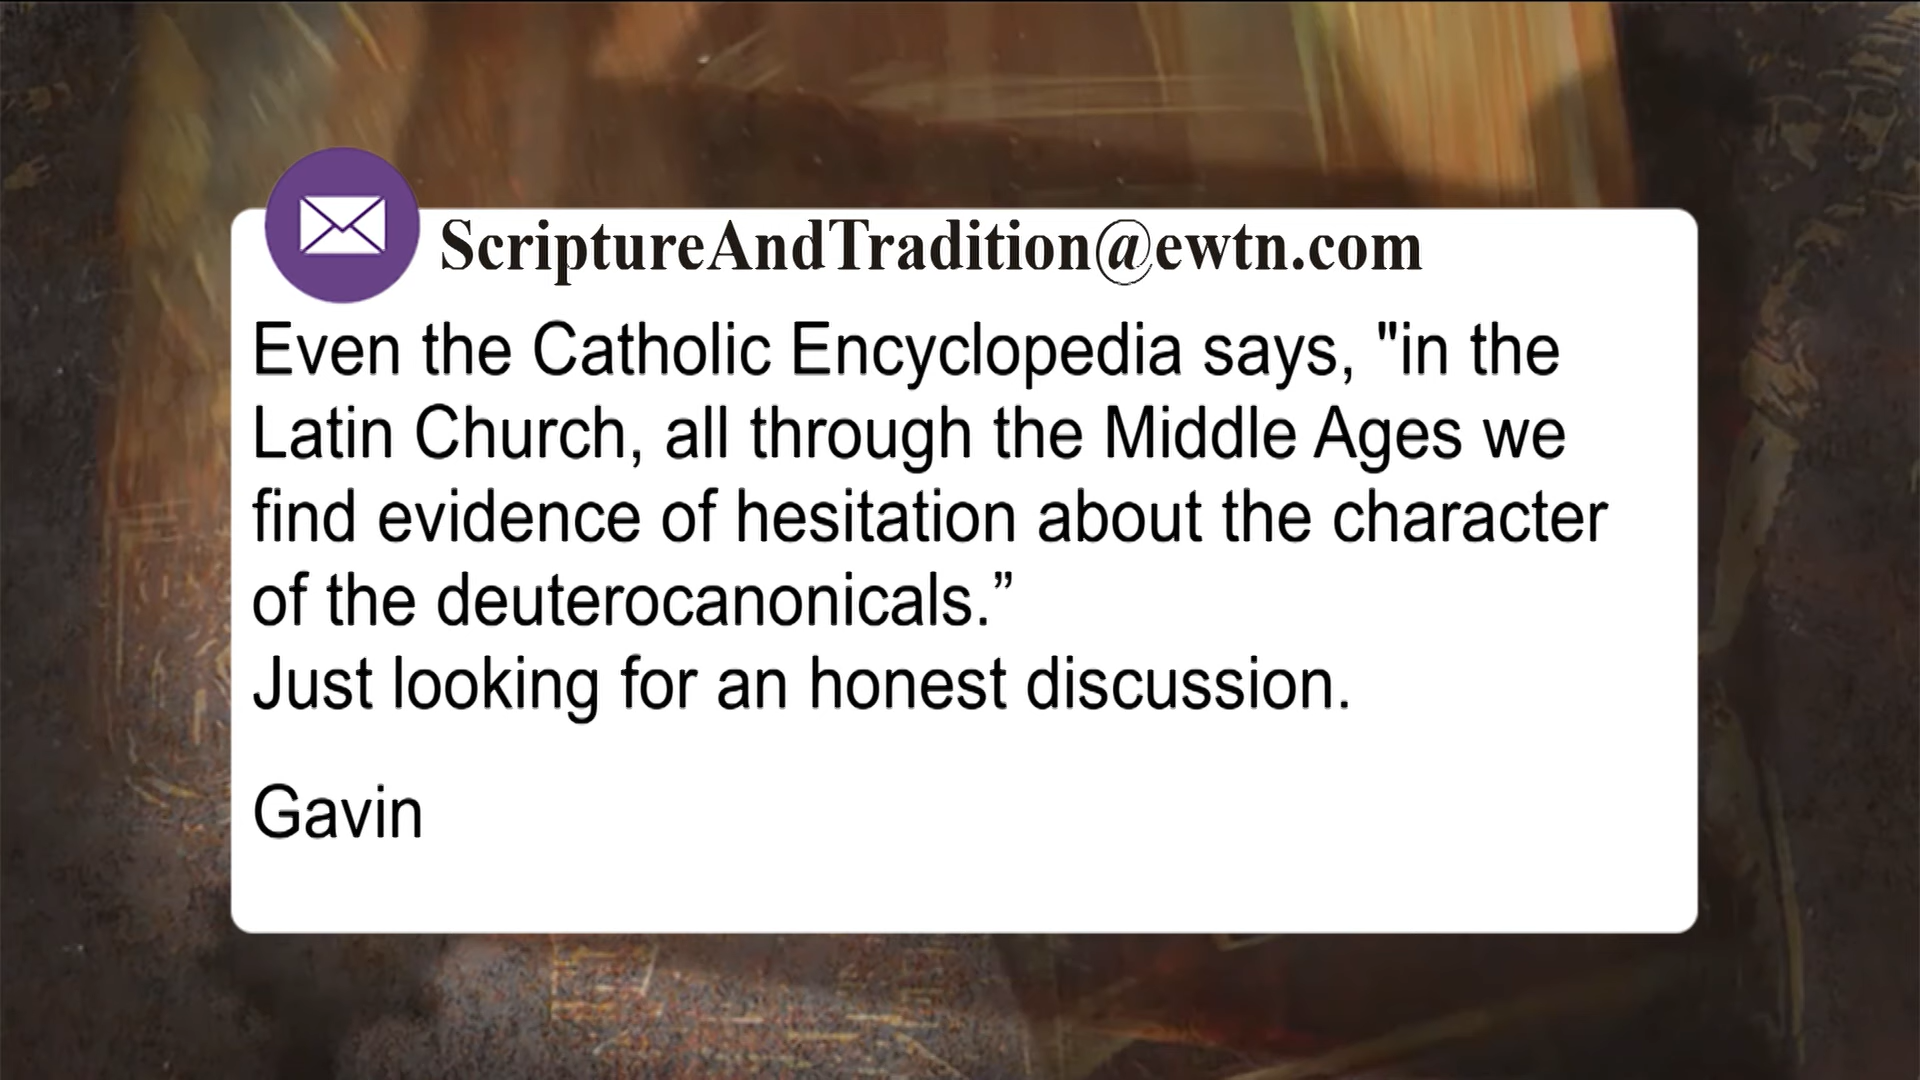 ScriptureAndTradition@ewtn.com
Even the Catholic Encyclopedia says, "in the
Latin Church, all through the Middle Ages we
find evidence of hesitation about the character
of the deuterocanonicals.”
Just looking for an honest discussion.
Gavin